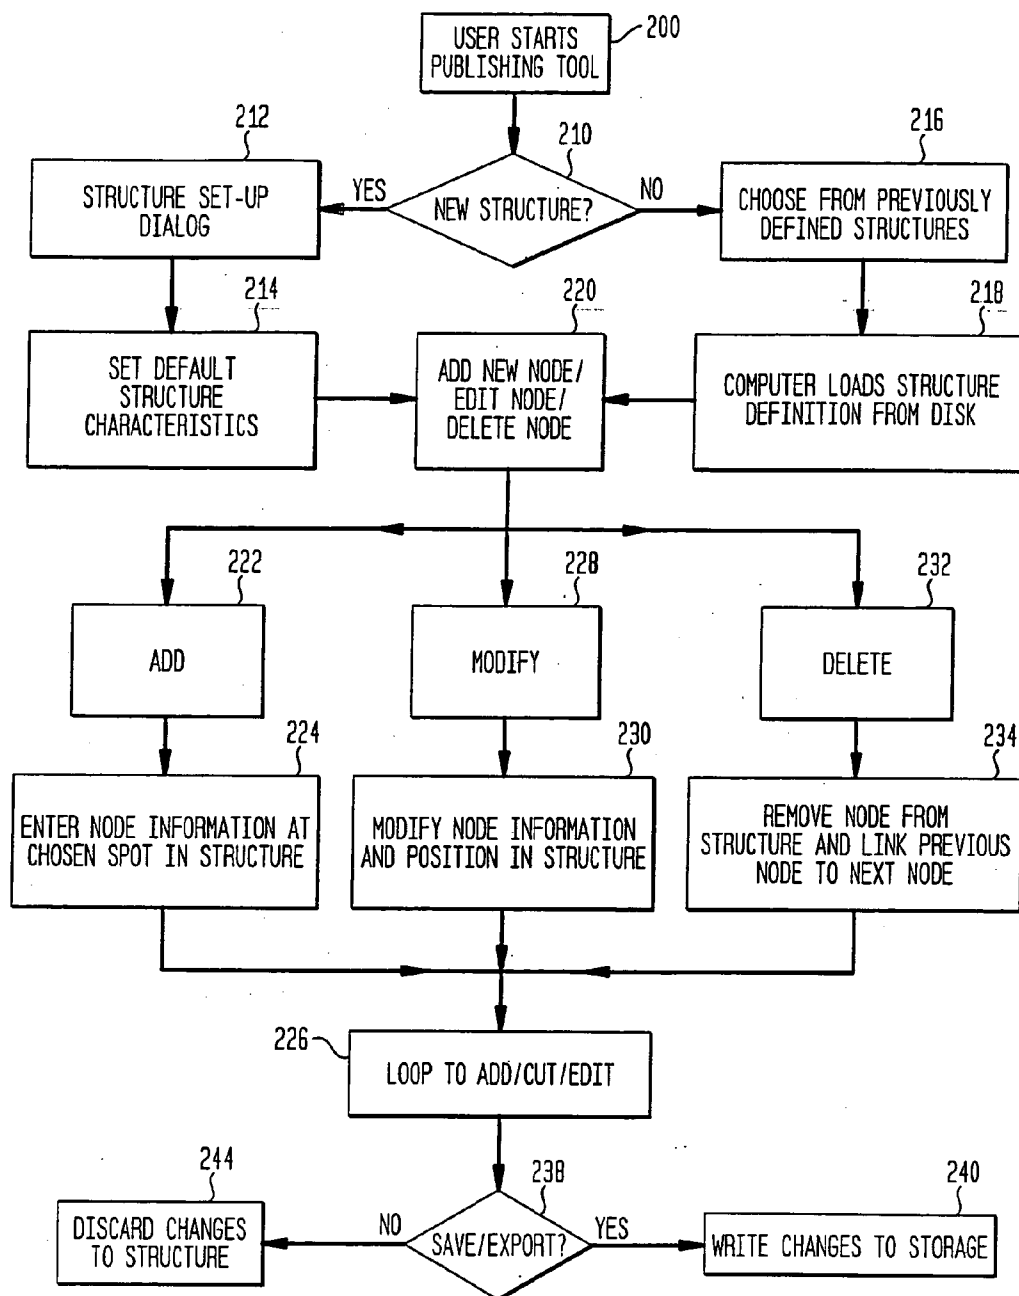 USER STARTS
PUBLISHING TOOL
200
210
NEW STRUCTURE?
YES
NO
212
STRUCTURE SET-UP
DIALOG
216
CHOOSE FROM PREVIOUSLY
DEFINED STRUCTURES
214
SET DEFAULT
STRUCTURE
CHARACTERISTICS
220
ADD NEW NODE/
EDIT NODE/
DELETE NODE
218
COMPUTER LOADS STRUCTURE
DEFINITION FROM DISK
222
ADD
228
MODIFY
232
DELETE
224
ENTER NODE INFORMATION AT
CHOSEN SPOT IN STRUCTURE
230
MODIFY NODE INFORMATION
AND POSITION IN STRUCTURE
234
REMOVE NODE FROM
STRUCTURE AND LINK PREVIOUS
NODE TO NEXT NODE
226
LOOP TO ADD/CUT/EDIT
238
SAVE/EXPORT?
NO
YES
244
DISCARD CHANGES
TO STRUCTURE
240
WRITE CHANGES TO STORAGE